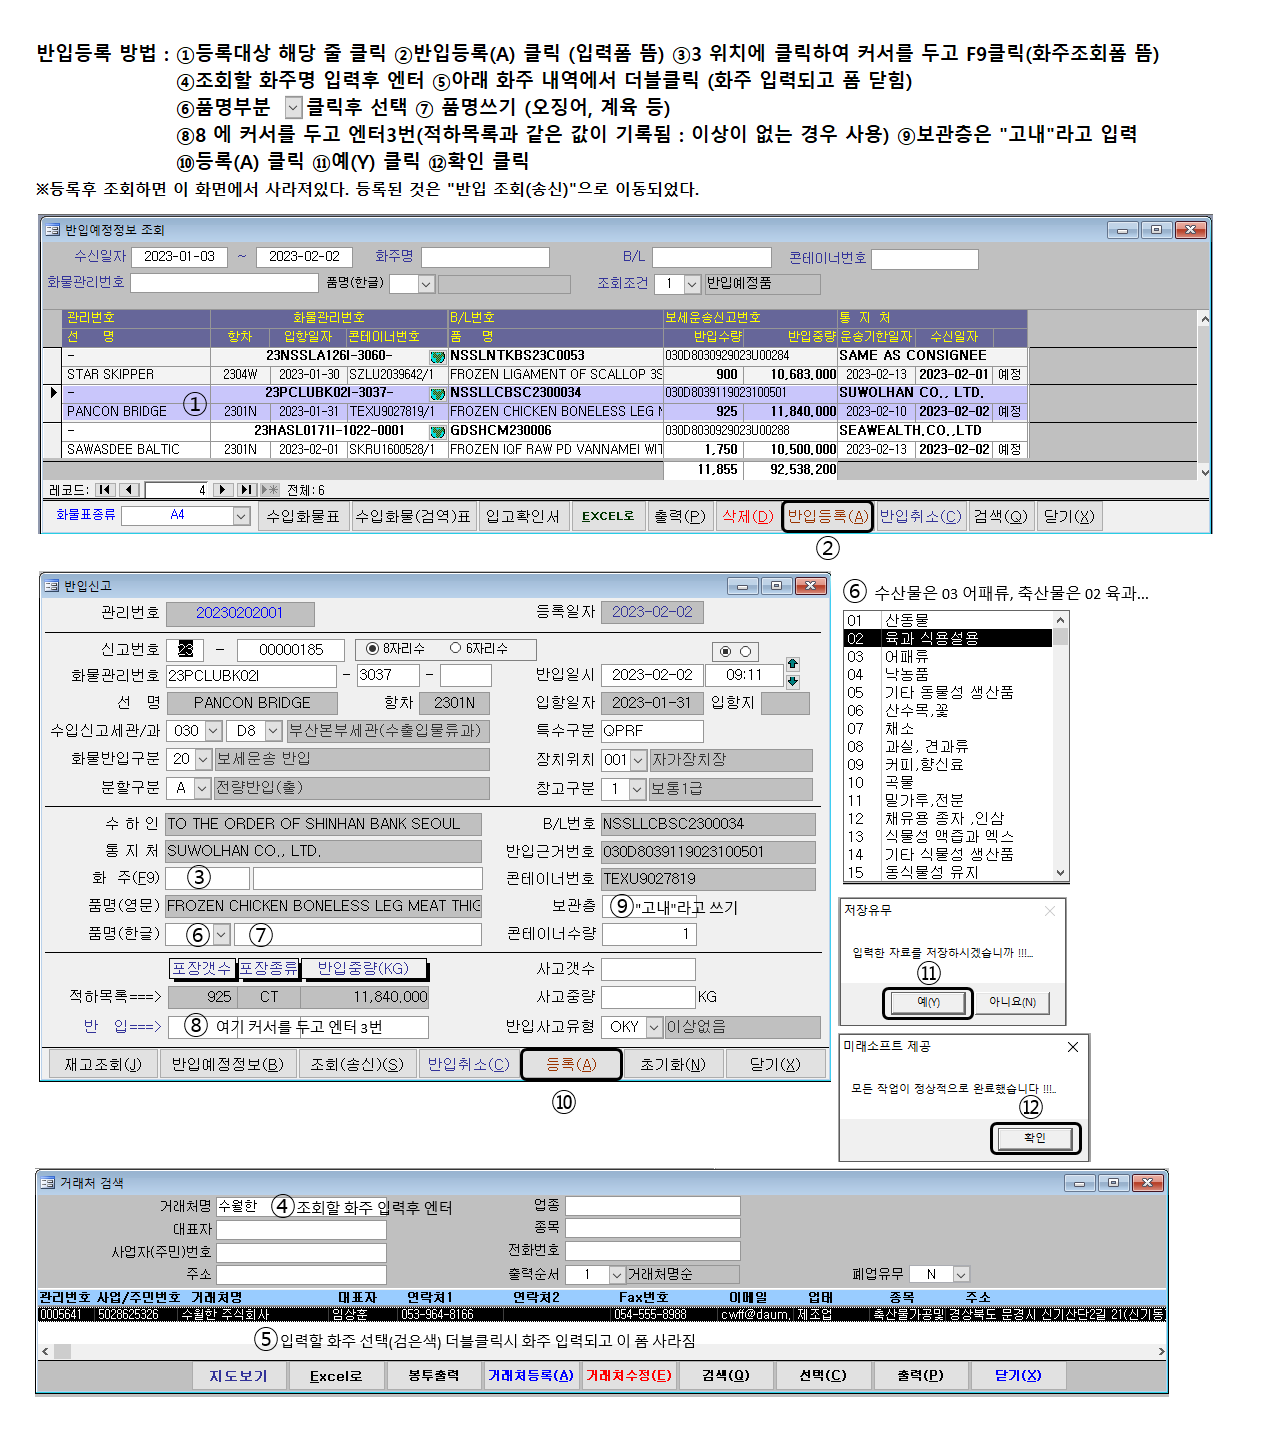 반입등록 방법 : ①등록대상 해당 줄 클릭 ②반입등록(A) 클릭 (입력폼 뜸) ③3 위치에 클릭하여 커서를 두고 F9클릭(화주조회폼 뜸)
④조회할 화주명 입력후 엔터 ⑤아래 화주 내역에서 더블클릭 (화주 입력되고 폼 닫힘)
⑥품명부분 클릭후 선택 ⑦ 품명쓰기 (오징어, 계육 등)
⑧8 에 커서를 두고 엔터3번(적하목록과 같은 값이 기록됨 : 이상이 없는 경우 사용) ⑨보관층은 "고내"라고 입력
⑩등록(A) 클릭 ⑪예(Y) 클릭 ⑫확인 클릭
※등록후 조회하면 이 화면에서 사라져있다. 등록된 것은 "반입 조회(송신)"으로 이동되었다.
반입예정정보 조회
수신일자 2023-01-03 ~ 2023-02-02 화주명 B/L 콘테이너번호
화물관리번호 품명(한글) 조회조건 1 반입예정품
관리번호 화물관리번호 B/L번호 보세운송신고번호 통 지 처
선 명 항차 입항일자 콘테이너번호 품 명 반입수량 반입중량 운송기한일자 수신일자
- 23NSSLA126I-3060- NSSLNTKBS23C0053 030D8030929023U00284 SAME AS CONSIGNEE
STAR SKIPPER 2304W 2023-01-30 SZLU2039642/1 FROZEN LIGAMENT OF SCALLOP 3S 900 10,683,000 2023-02-13 2023-02-01 예정
- 23PCLUBK02I-3037- NSSLLCBSC2300034 030D8039119023100501 SUWOLHAN CO,, LTD,
① PANCON BRIDGE 2301N 2023-01-31 TEXU9027819/1 FROZEN CHICKEN BONELESS LEG M 925 11,840,000 2023-02-10 2023-02-02 예정
- 23HASL0171I-1022-0001 GDSHCM230006 030D8030929023U00288 SEAWEALTH,CO,,LTD
SAWASDEE BALTIC 2301N 2023-02-01 SKRU1600528/1 FROZEN IQF RAW PD VANNAMEI WIT 1,750 10,500,000 2023-02-13 2023-02-02 예정
11,855 92,538,200
레코드: 4 전체:6
화물표종류 A4 수입화물표 수입화물(검역)표 입고확인서 EXCEL로 출력(P) 삭제(D) 반입등록(A) 반입취소(C) 검색(Q) 닫기(X)
②
반입신고
관리번호 20230202001 등록일자 2023-02-02
신고번호 23 - 00000185 8자리수 6자리수
화물관리번호 23PCLUBK02I - 3037 - 반입일시 2023-02-02 09:11
선 명 PANCON BRIDGE 항차 2301N 입항일자 2023-01-31 입항지
수입신고세관/과 030 D8 부산본부세관(수출입물류과) 특수구분 QPRF
화물반입구분 20 보세운송 반입 장치위치 001 자가장치장
분할구분 A 전량반입(출) 창고구분 1 보통1급
수 하 인 TO THE ORDER OF SHINHAN BANK SEOUL B/L번호 NSSLLCBSC2300034
통 지 처 SUWOLHAN CO,, LTD, 반입근거번호 030D8039119023100501
화 주(F9) ③ 콘테이너번호 TEXU9027819
품명(영문) FROZEN CHICKEN BONELESS LEG MEAT THIG 보관층 ⑨"고내"라고 쓰기
품명(한글) ⑥ ⑦ 콘테이너수량 1
포장갯수 포장종류 반입중량(KG) 사고갯수
적하목록===> 925 CT 11,840,000 사고중량 KG
반 입===> ⑧ 여기 커서를 두고 엔터 3번 반입사고유형 OKY 이상없음
재고조회(J) 반입예정정보(B) 조회(송신)(S) 반입취소(C) 등록(A) 초기화(N) 닫기(X)
⑩
⑥ 수산물은 03 어패류, 축산물은 02 육과...
01 산동물
02 육과 식용설용
03 어패류
04 낙농품
05 기타 동물성 생산품
06 산수목,꽃
07 채소
08 과실, 견과류
09 커피,향신료
10 곡물
11 밀가루,전분
12 채유용 종자 ,인삼
13 식물성 액즙과 엑스
14 기타 식물성 생산품
15 동식물성 유지
저장유무
입력한 자료를 저장하시겠습니까 !!!...
⑪
예(Y) 아니요(N)
미래소프트 제공
모든 작업이 정상적으로 완료했습니다 !!!..
⑫
확인
거래처 검색
거래처명 수월한 ④조회할 화주 입력후 엔터 업종
대표자 종목
사업자(주민)번호 전화번호
주소 출력순서 1 거래처명순 폐업유무 N
관리번호 사업/주민번호 거래처명 대표자 연락처1 연락처2 Fax번호 이메일 업태 종목 주소
0005641 5028625326 수월한 주식회사 임상훈 053-964-8166 054-555-8988 cwff@daum, 제조업 축산물가공및 경상북도 문경시 신기산단2길 21(신기동)
⑤입력할 화주 선택(검은색) 더블클릭시 화주 입력되고 이 폼 사라짐
지도보기 Excel로 봉투출력 거래처등록(A) 거래처수정(E) 검색(Q) 선택(C) 출력(P) 닫기(X)